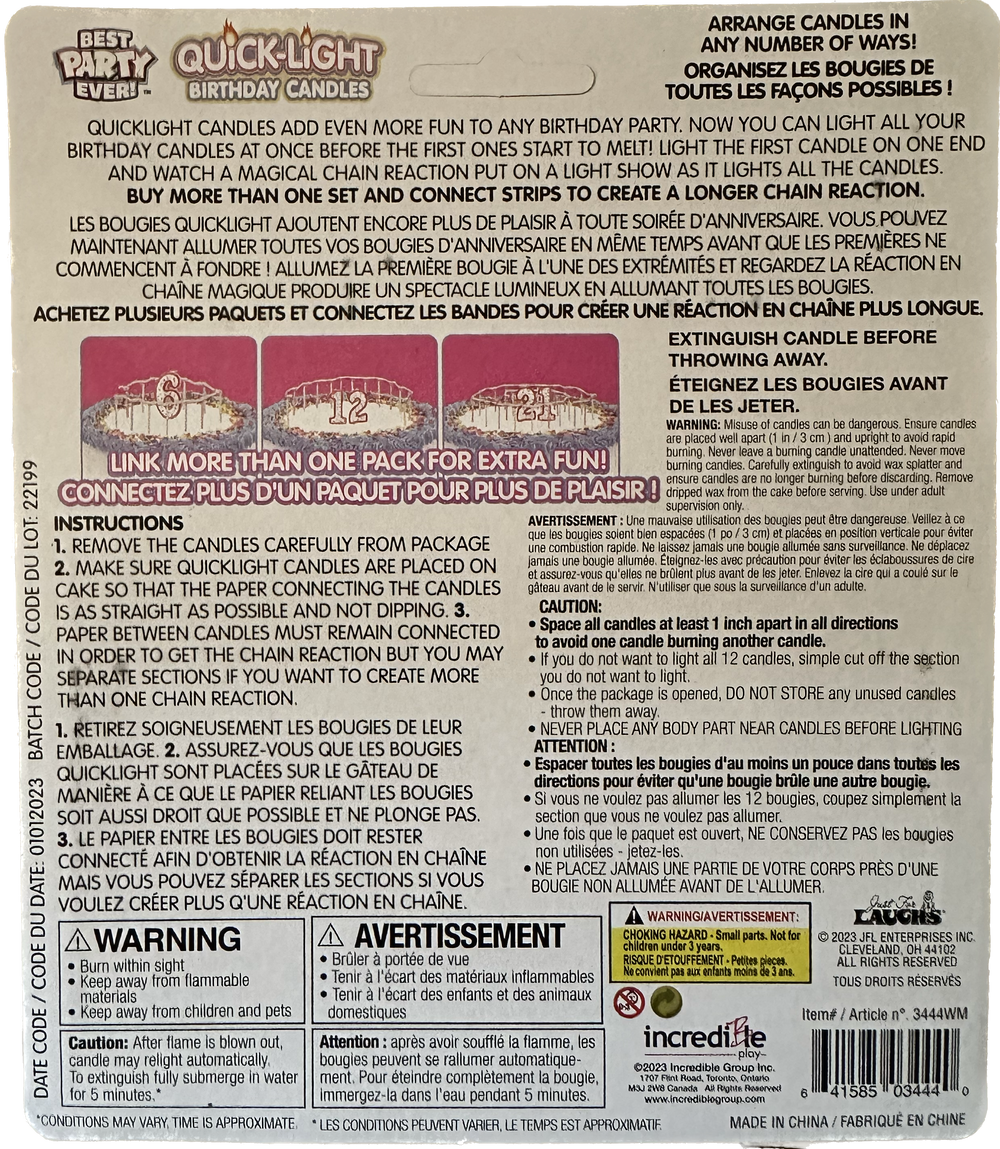 BEST
PARTY
EVER!™
QUICK-LIGHT
BIRTHDAY CANDLES
ARRANGE CANDLES IN
ANY NUMBER OF WAYS!
ORGANISEZ LES BOUGIES DE
TOUTES LES FAÇONS POSSIBLES !
QUICKLIGHT CANDLES ADD EVEN MORE FUN TO ANY BIRTHDAY PARTY. NOW YOU CAN LIGHT ALL YOUR
BIRTHDAY CANDLES AT ONCE BEFORE THE FIRST ONES START TO MELT! LIGHT THE FIRST CANDLE ON ONE END
AND WATCH A MAGICAL CHAIN REACTION PUT ON A LIGHT SHOW AS IT LIGHTS ALL THE CANDLES.
BUY MORE THAN ONE SET AND CONNECT STRIPS TO CREATE A LONGER CHAIN REACTION.
LES BOUGIES QUICKLIGHT AJOUTENT ENCORE PLUS DE PLAISIR À TOUTE SOIRÉE D'ANNIVERSAIRE. VOUS POUVEZ
MAINTENANT ALLUMER TOUTES VOS BOUGIES D'ANNIVERSAIRE EN MÊME TEMPS AVANT QUE LES PREMIÈRES NE
COMMENCENT À FONDRE ! ALLUMEZ LA PREMIÈRE BOUGIE À L'UNE DES EXTRÉMITÉS ET REGARDEZ LA RÉACTION EN
CHAÎNE MAGIQUE PRODUIRE UN SPECTACLE LUMINEUX EN ALLUMANT TOUTES LES BOUGIES.
ACHETEZ PLUSIEURS PAQUETS ET CONNECTEZ LES BANDES POUR CRÉER UNE RÉACTION EN CHAÎNE PLUS LONGUE.
6
12
21
LINK MORE THAN ONE PACK FOR EXTRA FUN!
CONNECTEZ PLUS D'UN PAQUET POUR PLUS DE PLAISIR !
EXTINGUISH CANDLE BEFORE
THROWING AWAY.
ÉTEIGNEZ LES BOUGIES AVANT
DE LES JETER.
WARNING: Misuse of candles can be dangerous. Ensure candles
are placed well apart (1 in / 3 cm ) and upright to avoid rapid
burning. Never leave a burning candle unattended. Never move
burning candles. Carefully extinguish to avoid wax splatter and
ensure candles are no longer burning before discarding. Remove
dripped wax from the cake before serving. Use under adult
supervision only.
AVERTISSEMENT : Une mauvaise utilisation des bougies peut être dangereuse. Veillez à ce
que les bougies soient bien espacées (1 po / 3 cm) et placées en position verticale pour éviter
une combustion rapide. Ne laissez jamais une bougie allumée sans surveillance. Ne déplacez
jamais une bougie allumée. Éteignez-les avec précaution pour éviter les éclaboussures de cire
et assurez-vous qu'elles ne brûlent plus avant de les jeter. Enlevez la cire qui a coulé sur le
gâteau avant de le servir. N'utiliser que sous la surveillance d'un adulte.
INSTRUCTIONS
1. REMOVE THE CANDLES CAREFULLY FROM PACKAGE
2. MAKE SURE QUICKLIGHT CANDLES ARE PLACED ON
CAKE SO THAT THE PAPER CONNECTING THE CANDLES
IS AS STRAIGHT AS POSSIBLE AND NOT DIPPING. 3.
PAPER BETWEEN CANDLES MUST REMAIN CONNECTED
IN ORDER TO GET THE CHAIN REACTION BUT YOU MAY
SEPARATE SECTIONS IF YOU WANT TO CREATE MORE
THAN ONE CHAIN REACTION.
1. RETIREZ SOIGNEUSEMENT LES BOUGIES DE LEUR
EMBALLAGE. 2. ASSUREZ-VOUS QUE LES BOUGIES
QUICKLIGHT SONT PLACÉES SUR LE GÂTEAU DE
MANIÈRE À CE QUE LE PAPIER RELIANT LES BOUGIES
SOIT AUSSI DROIT QUE POSSIBLE ET NE PLONGE PAS.
3. LE PAPIER ENTRE LES BOUGIES DOIT RESTER
CONNECTÉ AFIN D'OBTENIR LA RÉACTION EN CHAÎNE
MAIS VOUS POUVEZ SÉPARER LES SECTIONS SI VOUS
VOULEZ CRÉER PLUS Q'UNE RÉACTION EN CHAÎNE.
CAUTION:
• Space all candles at least 1 inch apart in all directions
to avoid one candle burning another candle.
• If you do not want to light all 12 candles, simple cut off the section
you do not want to light.
• Once the package is opened, DO NOT STORE any unused candles
- throw them away.
• NEVER PLACE ANY BODY PART NEAR CANDLES BEFORE LIGHTING
ATTENTION :
• Espacer toutes les bougies d'au moins un pouce dans toutes les
directions pour éviter qu'une bougie brûle une autre bougie.
• Si vous ne voulez pas allumer les 12 bougies, coupez simplement la
section que vous ne voulez pas allumer.
• Une fois que le paquet est ouvert, NE CONSERVEZ PAS les bougies
non utilisées - jetez-les.
• NE PLACEZ JAMAIS UNE PARTIE DE VOTRE CORPS PRÈS D'UNE
BOUGIE NON ALLUMÉE AVANT DE L'ALLUMER.
DATE CODE / CODE DU DATE: 01012023 BATCH CODE / CODE DU LOT: 22199
⚠WARNING
• Burn within sight
• Keep away from flammable
materials
• Keep away from children and pets
Caution: After flame is blown out,
candle may relight automatically.
To extinguish fully submerge in water
for 5 minutes.*
⚠ AVERTISSEMENT
• Brûler à portée de vue
• Tenir à l'écart des matériaux inflammables
• Tenir à l'écart des enfants et des animaux
domestiques
Attention : après avoir soufflé la flamme, les
bougies peuvent se rallumer automatique-
ment. Pour éteindre complètement la bougie,
immergez-la dans l'eau pendant 5 minutes.
⚠ WARNING/AVERTISSEMENT:
CHOKING HAZARD - Small parts. Not for
children under 3 years.
RISQUE D'ETOUFFEMENT - Petites pieces.
Ne convient pas aux enfants moins de 3 ans.
0-3
incredible
play™
©2023 Incredible Group Inc.
1707 Flint Road, Toronto, Ontario
M3J 2W8 Canada All Rights Reserved
www.incrediblegroup.com
Just For
LAUGHS
© 2023 JFL ENTERPRISES INC.
CLEVELAND, OH 44102
ALL RIGHTS RESERVED
TOUS DROITS RÉSERVÉS
Item# / Article n°. 3444WM
6 41585 03444 0
*CONDITIONS MAY VARY, TIME IS APPROXIMATE.
* LES CONDITIONS PEUVENT VARIER, LE TEMPS EST APPROXIMATIF.
MADE IN CHINA / FABRIQUÉ EN CHINE